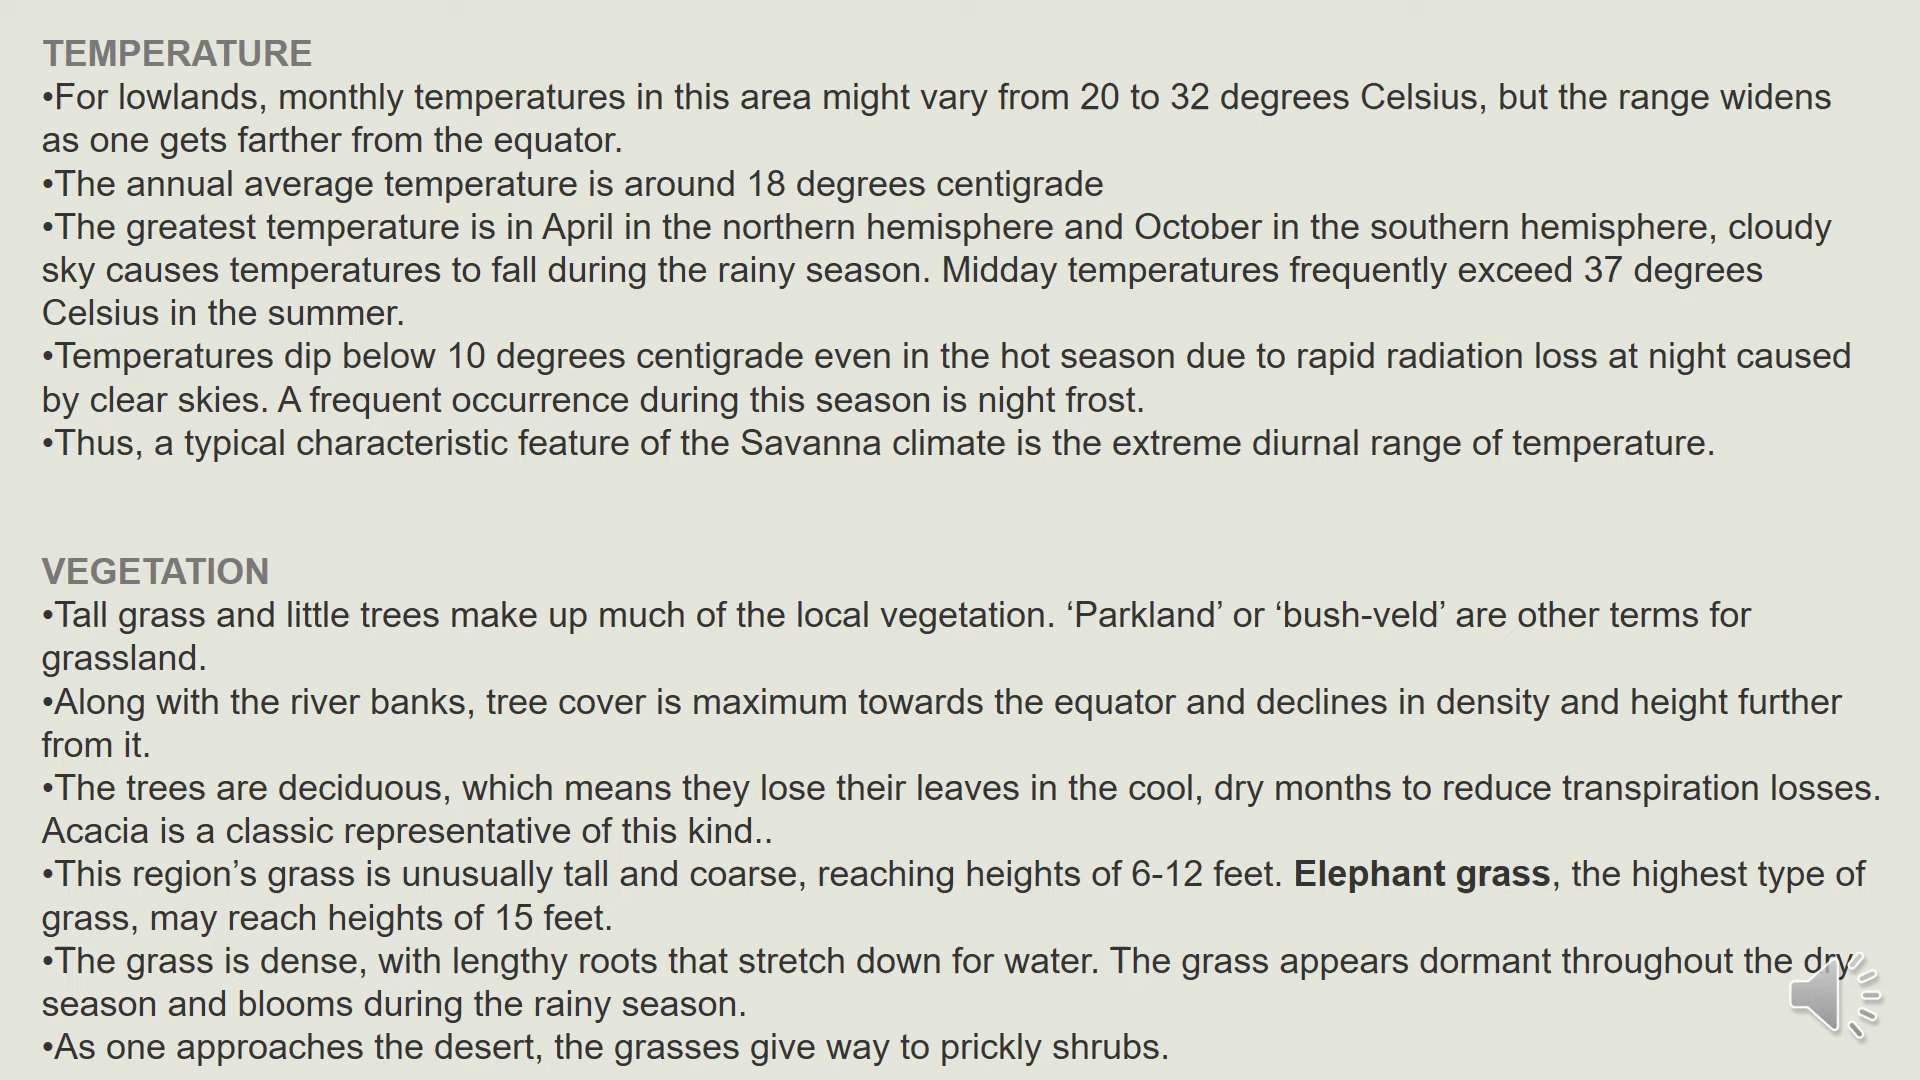 TEMPERATURE
•For lowlands, monthly temperatures in this area might vary from 20 to 32 degrees Celsius, but the range widens
as one gets farther from the equator.
•The annual average temperature is around 18 degrees centigrade
•The greatest temperature is in April in the northern hemisphere and October in the southern hemisphere, cloudy
sky causes temperatures to fall during the rainy season. Midday temperatures frequently exceed 37 degrees
Celsius in the summer.
•Temperatures dip below 10 degrees centigrade even in the hot season due to rapid radiation loss at night caused
by clear skies. A frequent occurrence during this season is night frost.
•Thus, a typical characteristic feature of the Savanna climate is the extreme diurnal range of temperature.
VEGETATION
•Tall grass and little trees make up much of the local vegetation. ‘Parkland’ or ‘bush-veld’ are other terms for
grassland.
•Along with the river banks, tree cover is maximum towards the equator and declines in density and height further
from it.
•The trees are deciduous, which means they lose their leaves in the cool, dry months to reduce transpiration losses.
Acacia is a classic representative of this kind..
•This region’s grass is unusually tall and coarse, reaching heights of 6-12 feet. Elephant grass, the highest type of
grass, may reach heights of 15 feet.
•The grass is dense, with lengthy roots that stretch down for water. The grass appears dormant throughout the dry
season and blooms during the rainy season.
•As one approaches the desert, the grasses give way to prickly shrubs.